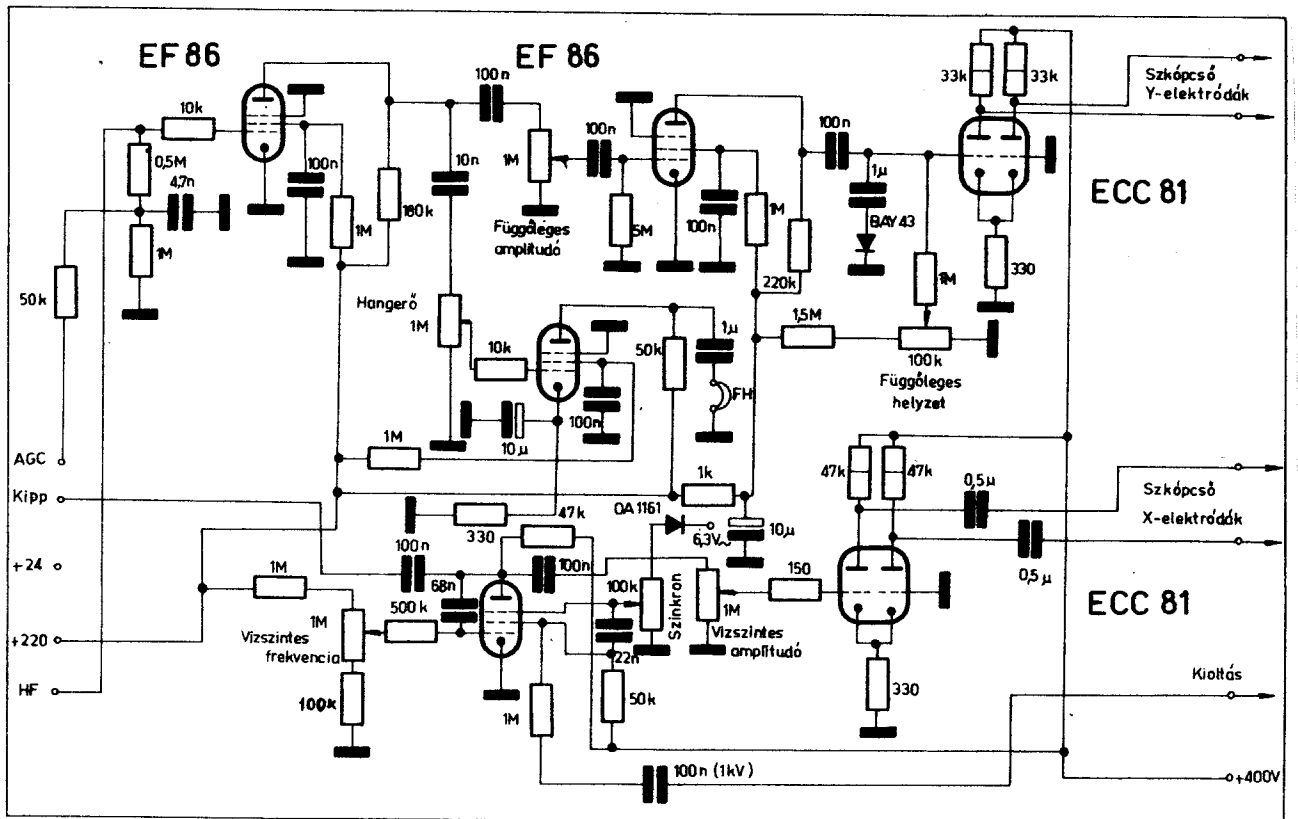 EF 86
EF 86
ECC 81
10k
0,5M
4,7n
1M
50k
100n
1M
180k
10n
100n
1M
Függőleges
amplitudó
100n
5M
100n
1M
220k
100n
1µ
BAY 43
1M
33k
33k
330
Szkópcső
Y-elektródák
1,5M
100k
Függőleges
helyzet
Hangerő
1M
10k
10µ
100n
50k
1µ
FH
1M
1k
10µ
330
47k
OA 1161
6,3V~
AGC
Kipp
+24
+220
HF
1M
1M
Vizszintes
frekvencia
100k
500k
100n
68n
100n
1M
22n
50k
100k
Szinkron
1M
Vizszintes
amplitudó
150
47k
47k
330
0,5µ
0,5µ
Szkópcső
X-elektródák
ECC 81
Kioltás
100n (1kV)
+400V